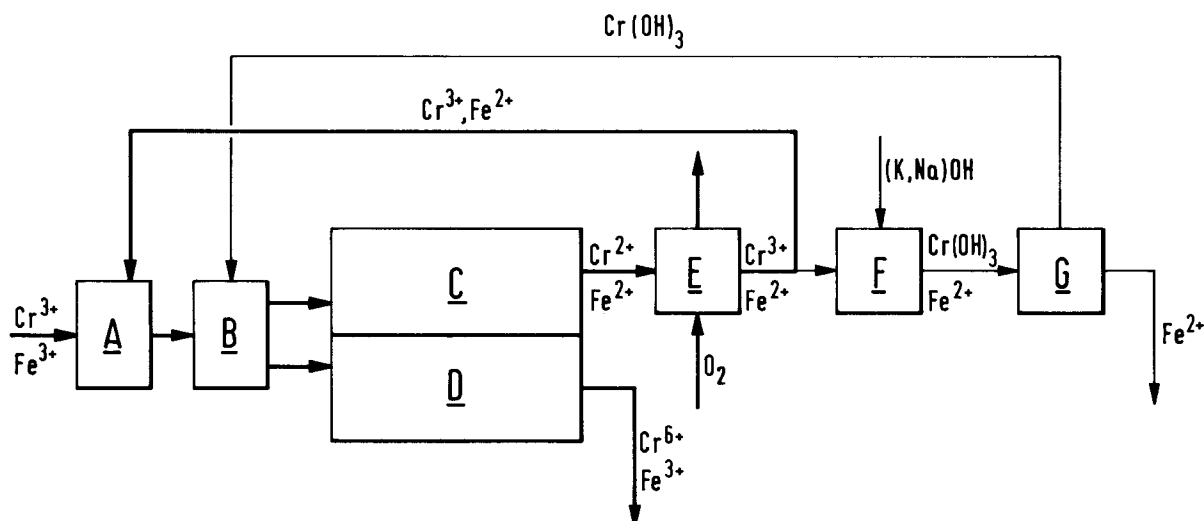 Cr(OH)₃
Cr³⁺,Fe²⁺
(K,Na)OH
Cr²⁺
Fe²⁺
Cr³⁺
Fe²⁺
Cr(OH)₃
Fe²⁺
C
E
F
G
Cr³⁺
Fe³⁺
A
B
D
O₂
Fe²⁺
Cr⁶⁺
Fe³⁺